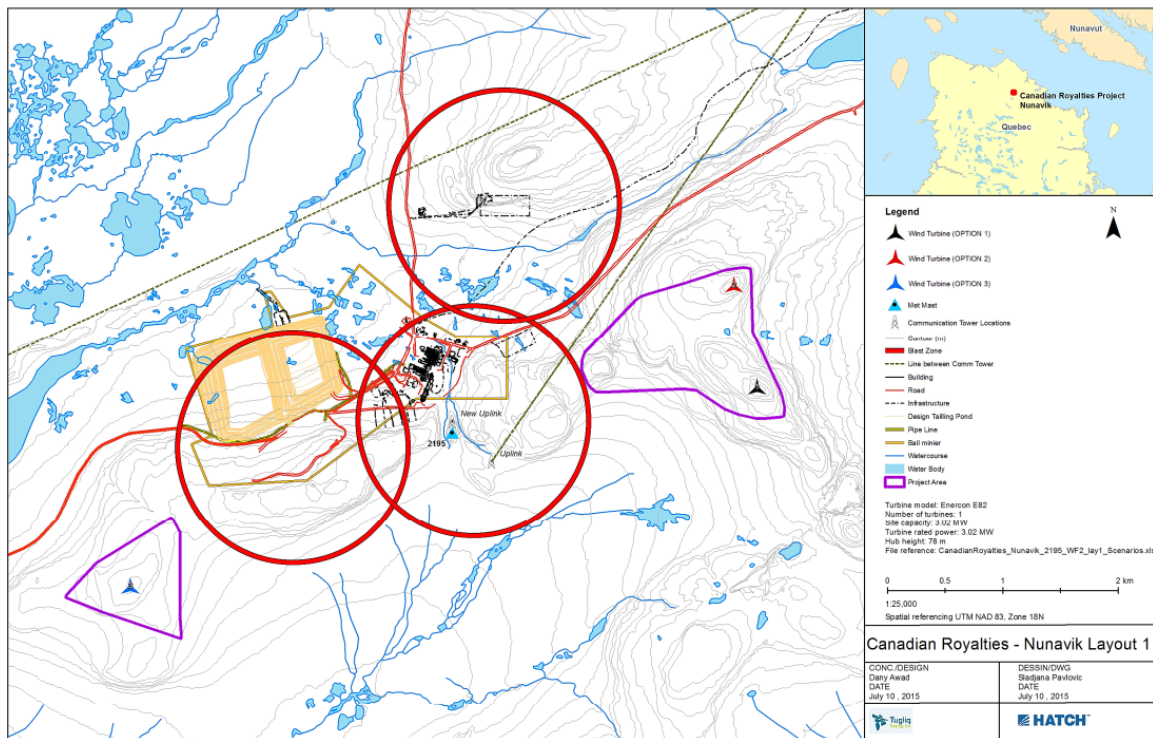 New Uplink
2195
Uplink
Nunavut
Canadian Royalties Project
Nunavik
Quebec
Legend
N
Wind Turbine (OPTION 1)
Wind Turbine (OPTION 2)
Wind Turbine (OPTION 3)
Met Mast
Communication Tower Locations
Contour (m)
Blast Zone
Line between Comm Tower
Building
Road
Infrastructure
Design Tailling Pond
Pipe Line
Bail minier
Watercourse
Water Body
Project Area
Turbine model: Enercon E82
Number of turbines: 1
Site capacity: 3.02 MW
Turbine rated power: 3.02 MW
Hub height: 78 m
File reference: CanadianRoyalties_Nunavik_2195_WF2_lay1_Scenarios.xls
0 0.5 1 2 km
1:25,000
Spatial referencing UTM NAD 83, Zone 18N
Canadian Royalties - Nunavik Layout 1
CONC./DESIGN
Dany Awad
DATE
July 10 , 2015
DESSIN/DWG
Sladjana Pavlovic
DATE
July 10 , 2015
Tugliq
Energy Co.
HATCH™